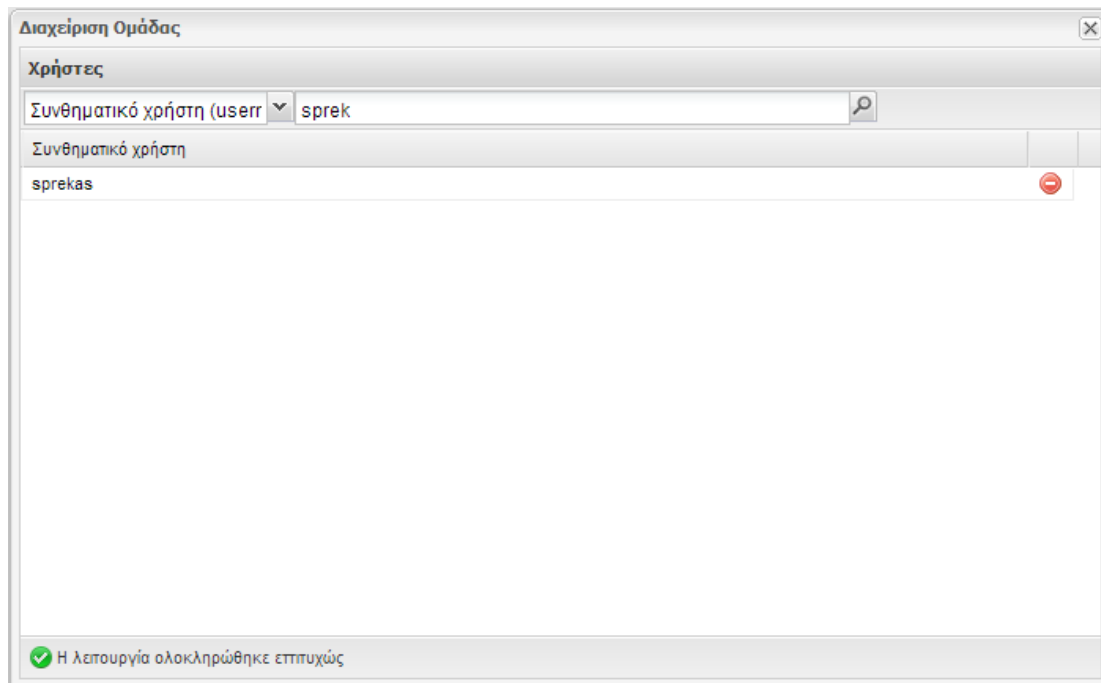 Διαχείριση Ομάδας
Χρήστες
Συνθηματικό χρήστη (userr sprek
Συνθηματικό χρήστη
sprekas
Η λειτουργία ολοκληρώθηκε επιτυχώς